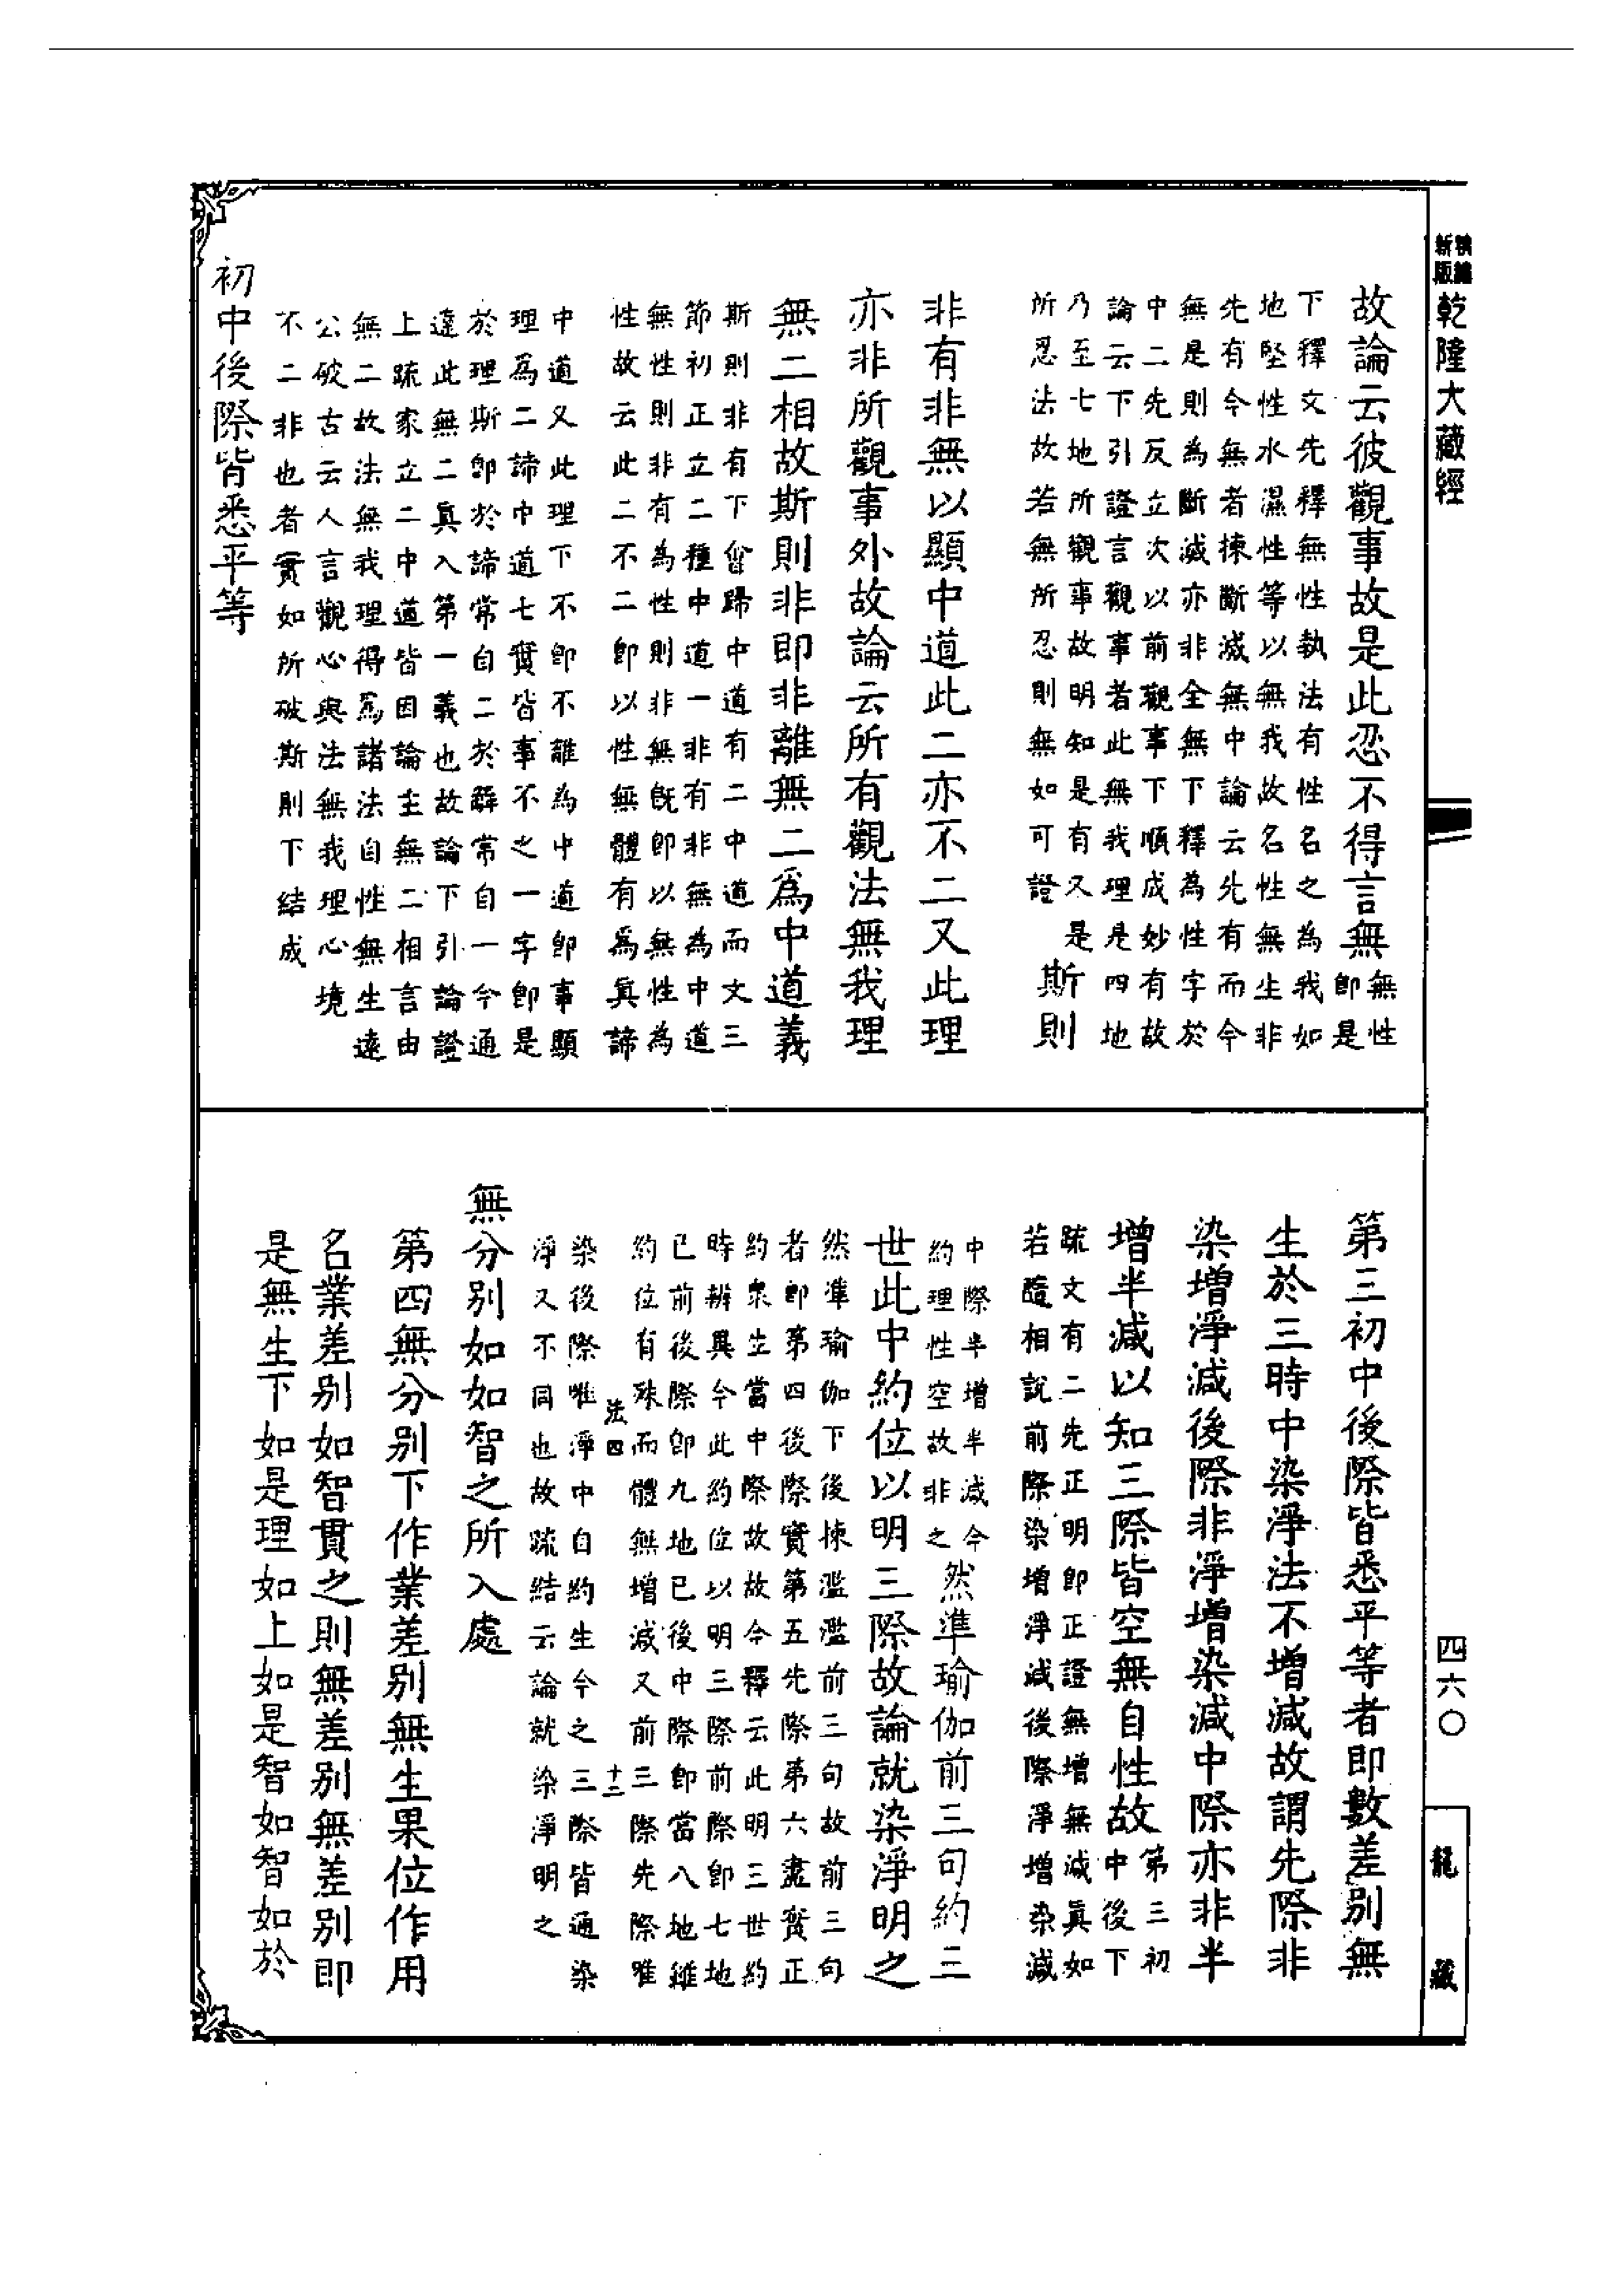 新編
新版
乾隆大藏經
故論云彼觀事故是此忍不得言無無性
即是
下釋文先釋無性執法有性名之為我如
地堅性水濕性等以無我故名性無生非
先有今無者揀斷滅無中論云先有而今
無是則為斷滅亦非全無下釋為性字於
中二先反立次以前觀事下順成妙有故
論云下引證言觀事者此無我理是四地
乃至七地所觀事故明知是有又是
所忍法故若無所忍則無如可證
斯則
非有非無以顯中道此二亦不二又此理
亦非所觀事外故論云所有觀法無我理
無二相故斯則非即非離無二為中道義
斯則非有下會歸中道有二中道而文三
節初正立二種中道一非有非無為中道
無性則非有為性則非無既即以無性為
性故云此二不二即以性無體有為真諦
中道又此理下不即不離為中道即事顯
理為二諦中道七實皆事不之一字即是
於理斯即於諦常自二於解常自一今通
達此無二真入第一義也故論下引論證
上疏家立二中道皆因論主無二相言由
無二故法無我理得為諸法自性無生遠
公破古云人言觀心與法無我理心境
不二非也者實如所破斯則下結成
初中後際皆悉平等
第三初中後際皆悉平等者即數差別無
生於三時中染淨法不增減故謂先際非
染增淨減後際非淨增染減中際亦非半
增半減以知三際皆空無自性故第三初
中後下
疏文有二先正明即正證無增無減真如
若隨相說前際染增淨減後際淨增染減
中際半增半減今
約理性空故非之
然準瑜伽前三句約三
世此中約位以明三際故論就染淨明之
然準瑜伽下後揀濫濫前三句故前三句
者即第四後際實第五先際第六盡實正
約眾生當中際故故今釋云此明三世約
時辨異今此約位以明三際前際即七地
已前後際即九地已後中際即當八地雖
約位有殊而體無增減又前三際先際唯
法四
十二
染後際唯淨中自約生今之三際皆通染
淨又不同也故疏結云論就染淨明之
無分別如如智之所入處
第四無分別下作業差別無生果位作用
名業差別如智貫之則無差別無差別即
是無生下如是理如上如是智如智如於
四六〇
龍
藏